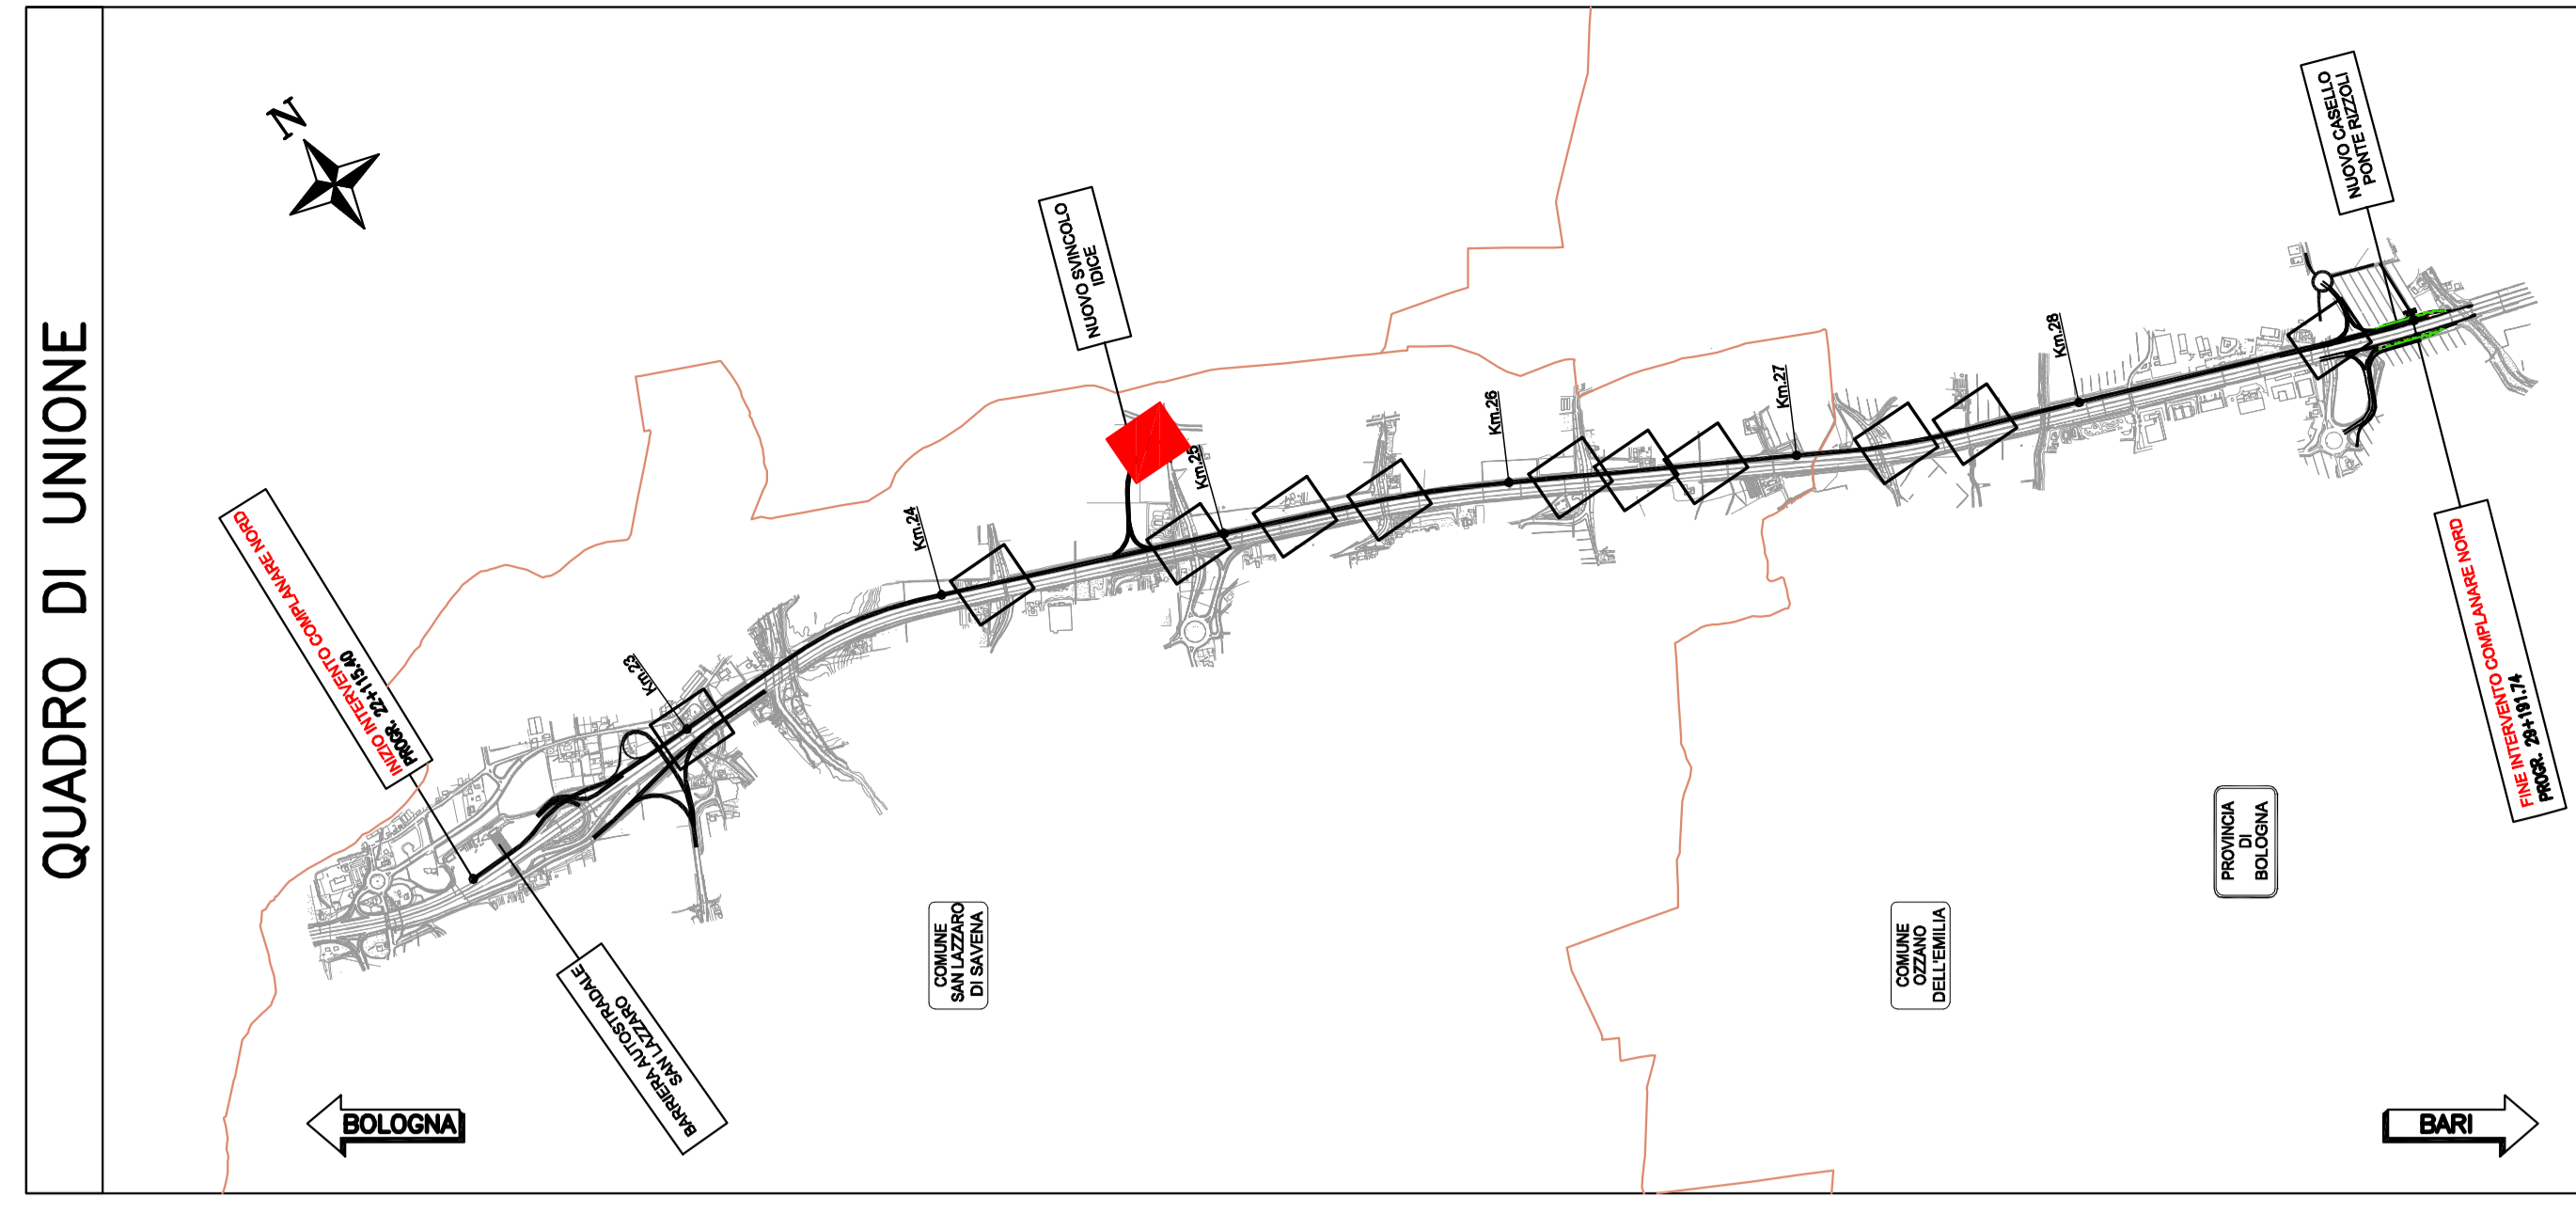 QUADRO DI UNIONE
N
INIZIO INTERVENTO COMPLANARE NORD
PROGR. 22+115.40
BARRIERA AUTOSTRADALE
SAN LAZZARO
BOLOGNA
Km.23
Km.24
NUOVO SVINCOLO
IDICE
Km.25
COMUNE
SAN LAZZARO
DI SAVENA
Km.26
Km.27
Km.28
COMUNE
OZZANO
DELL'EMILIA
PROVINCIA
DI
BOLOGNA
NUOVO CASELLO
PONTE RIZZOLI
FINE INTERVENTO COMPLANARE NORD
PROGR. 29+191.74
BARI